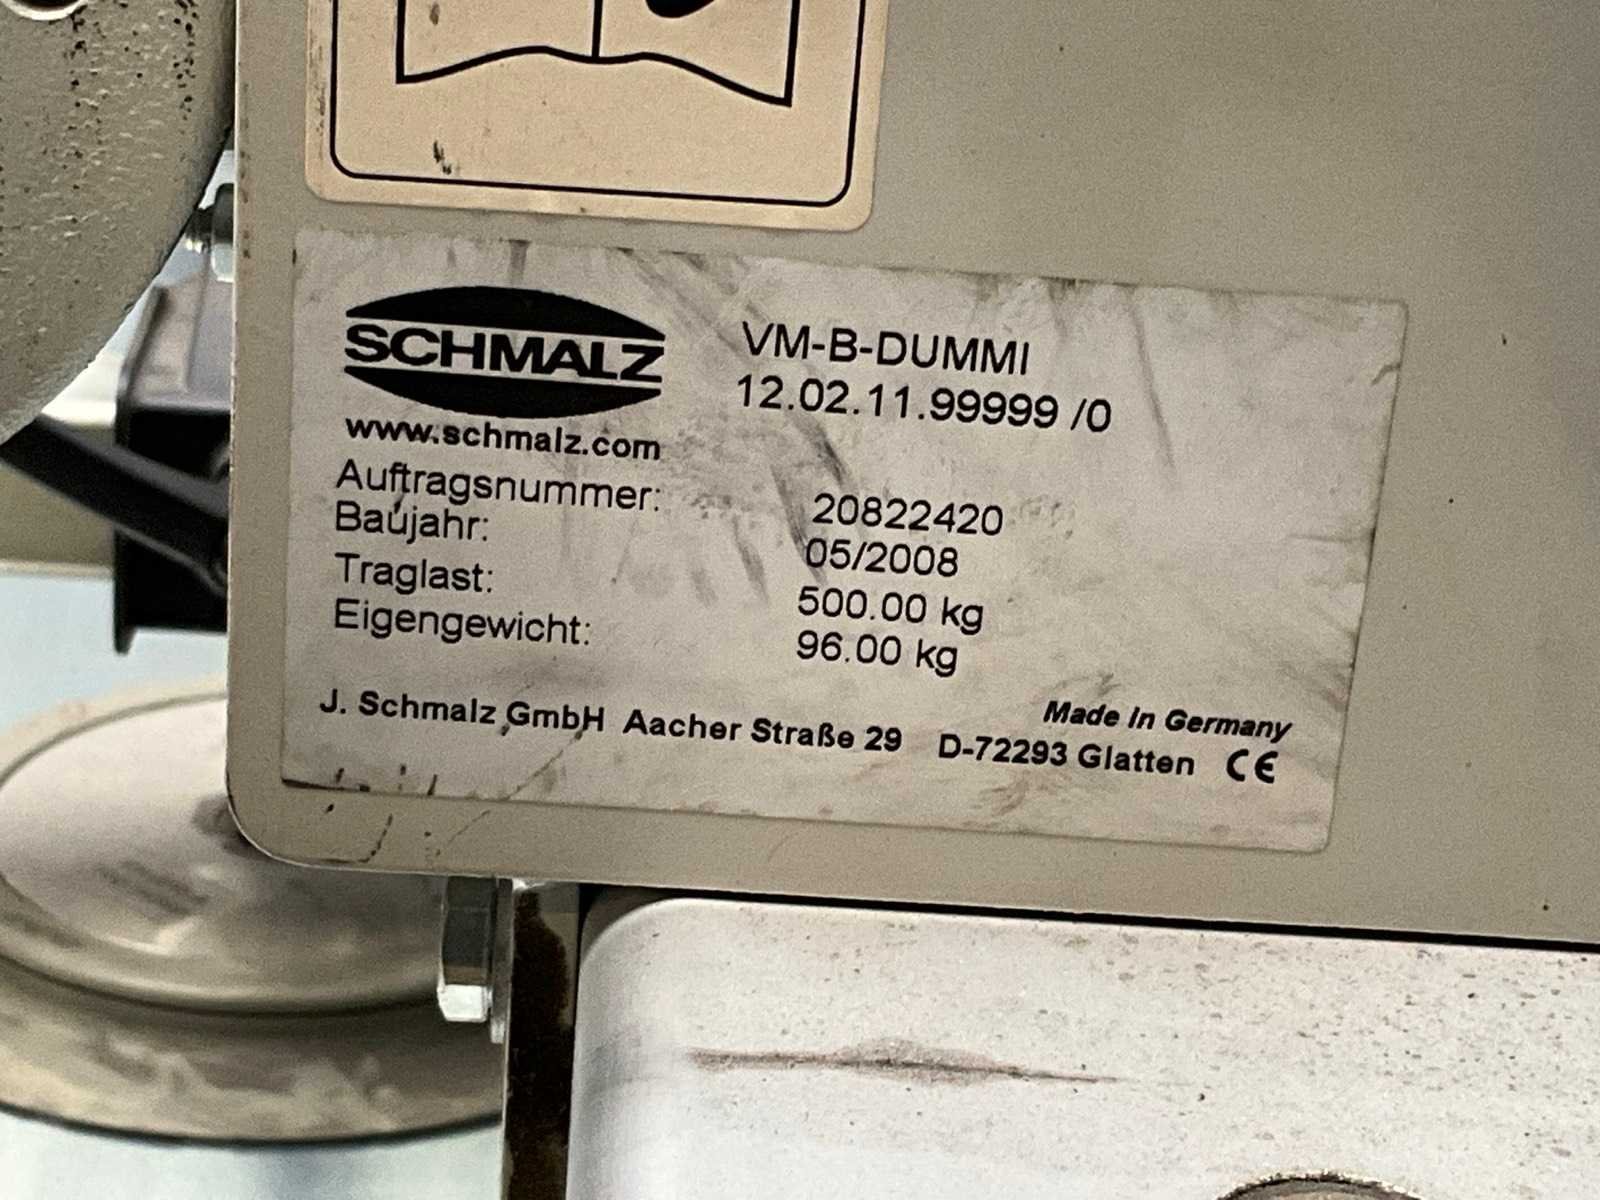 SCHMALZ
www.schmalz.com
VM-B-DUMMI
12.02.11.99999 /0
Auftragsnummer: 20822420
Baujahr: 05/2008
Traglast: 500.00 kg
Eigengewicht: 96.00 kg
Made in Germany
J. Schmalz GmbH Aacher Straße 29 D-72293 Glatten CE